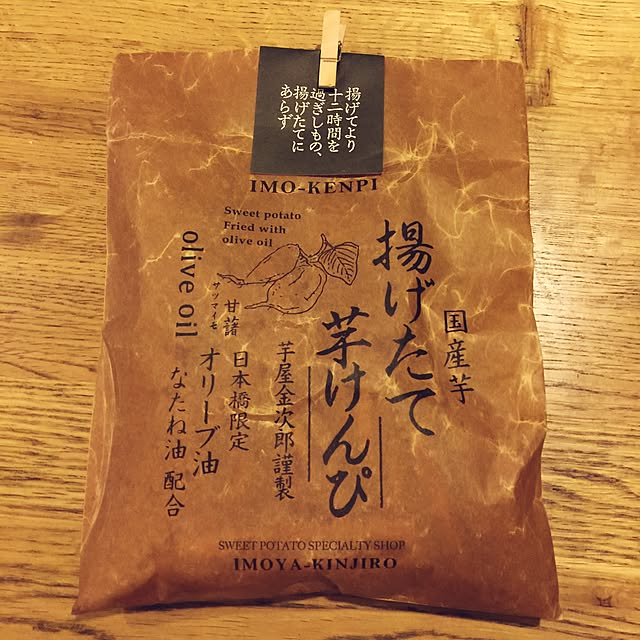 揚げてより
十二時間を
過ぎしもの、
揚げたてに
あらず
IMO-KENPI
Sweet potato
Fried with
olive oil
国産芋
揚げたて
芋けんぴ
芋屋金次郎 謹製
甘藷
サツマイモ
日本橋限定
オリーブ油
なたね油 配合
olive oil
SWEET POTATO SPECIALTY SHOP
IMOYA-KINJIRO